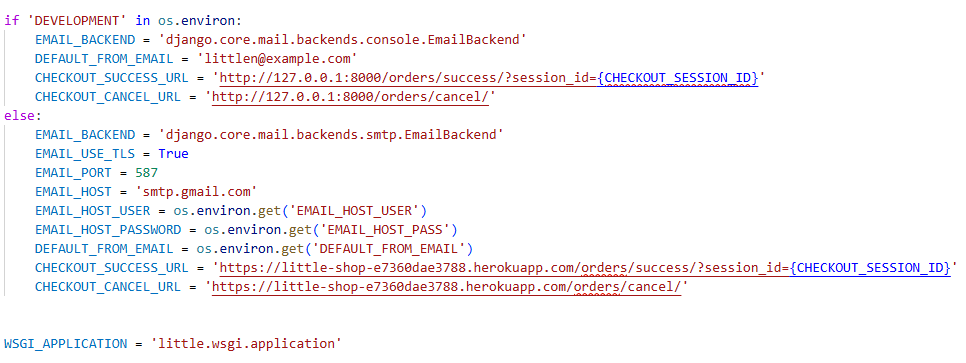 if 'DEVELOPMENT' in os.environ:
    EMAIL_BACKEND = 'django.core.mail.backends.console.EmailBackend'
    DEFAULT_FROM_EMAIL = 'littlen@example.com'
    CHECKOUT_SUCCESS_URL = 'http://127.0.0.1:8000/orders/success/?session_id={CHECKOUT_SESSION_ID}'
    CHECKOUT_CANCEL_URL = 'http://127.0.0.1:8000/orders/cancel/'
else:
    EMAIL_BACKEND = 'django.core.mail.backends.smtp.EmailBackend'
    EMAIL_USE_TLS = True
    EMAIL_PORT = 587
    EMAIL_HOST = 'smtp.gmail.com'
    EMAIL_HOST_USER = os.environ.get('EMAIL_HOST_USER')
    EMAIL_HOST_PASSWORD = os.environ.get('EMAIL_HOST_PASS')
    DEFAULT_FROM_EMAIL = os.environ.get('DEFAULT_FROM_EMAIL')
    CHECKOUT_SUCCESS_URL = 'https://little-shop-e7360dae3788.herokuapp.com/orders/success/?session_id={CHECKOUT_SESSION_ID}'
    CHECKOUT_CANCEL_URL = 'https://little-shop-e7360dae3788.herokuapp.com/orders/cancel/'
WSGI_APPLICATION = 'little.wsgi.application'